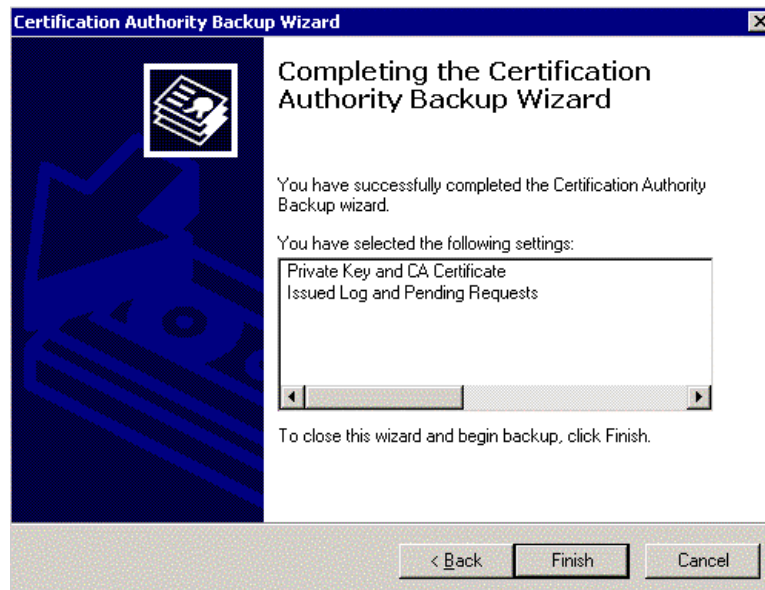 Certification Authority Backup Wizard
Completing the Certification
Authority Backup Wizard
You have successfully completed the Certification Authority
Backup wizard.
You have selected the following settings:
Private Key and CA Certificate
Issued Log and Pending Requests
To close this wizard and begin backup, click Finish.
< Back Finish Cancel